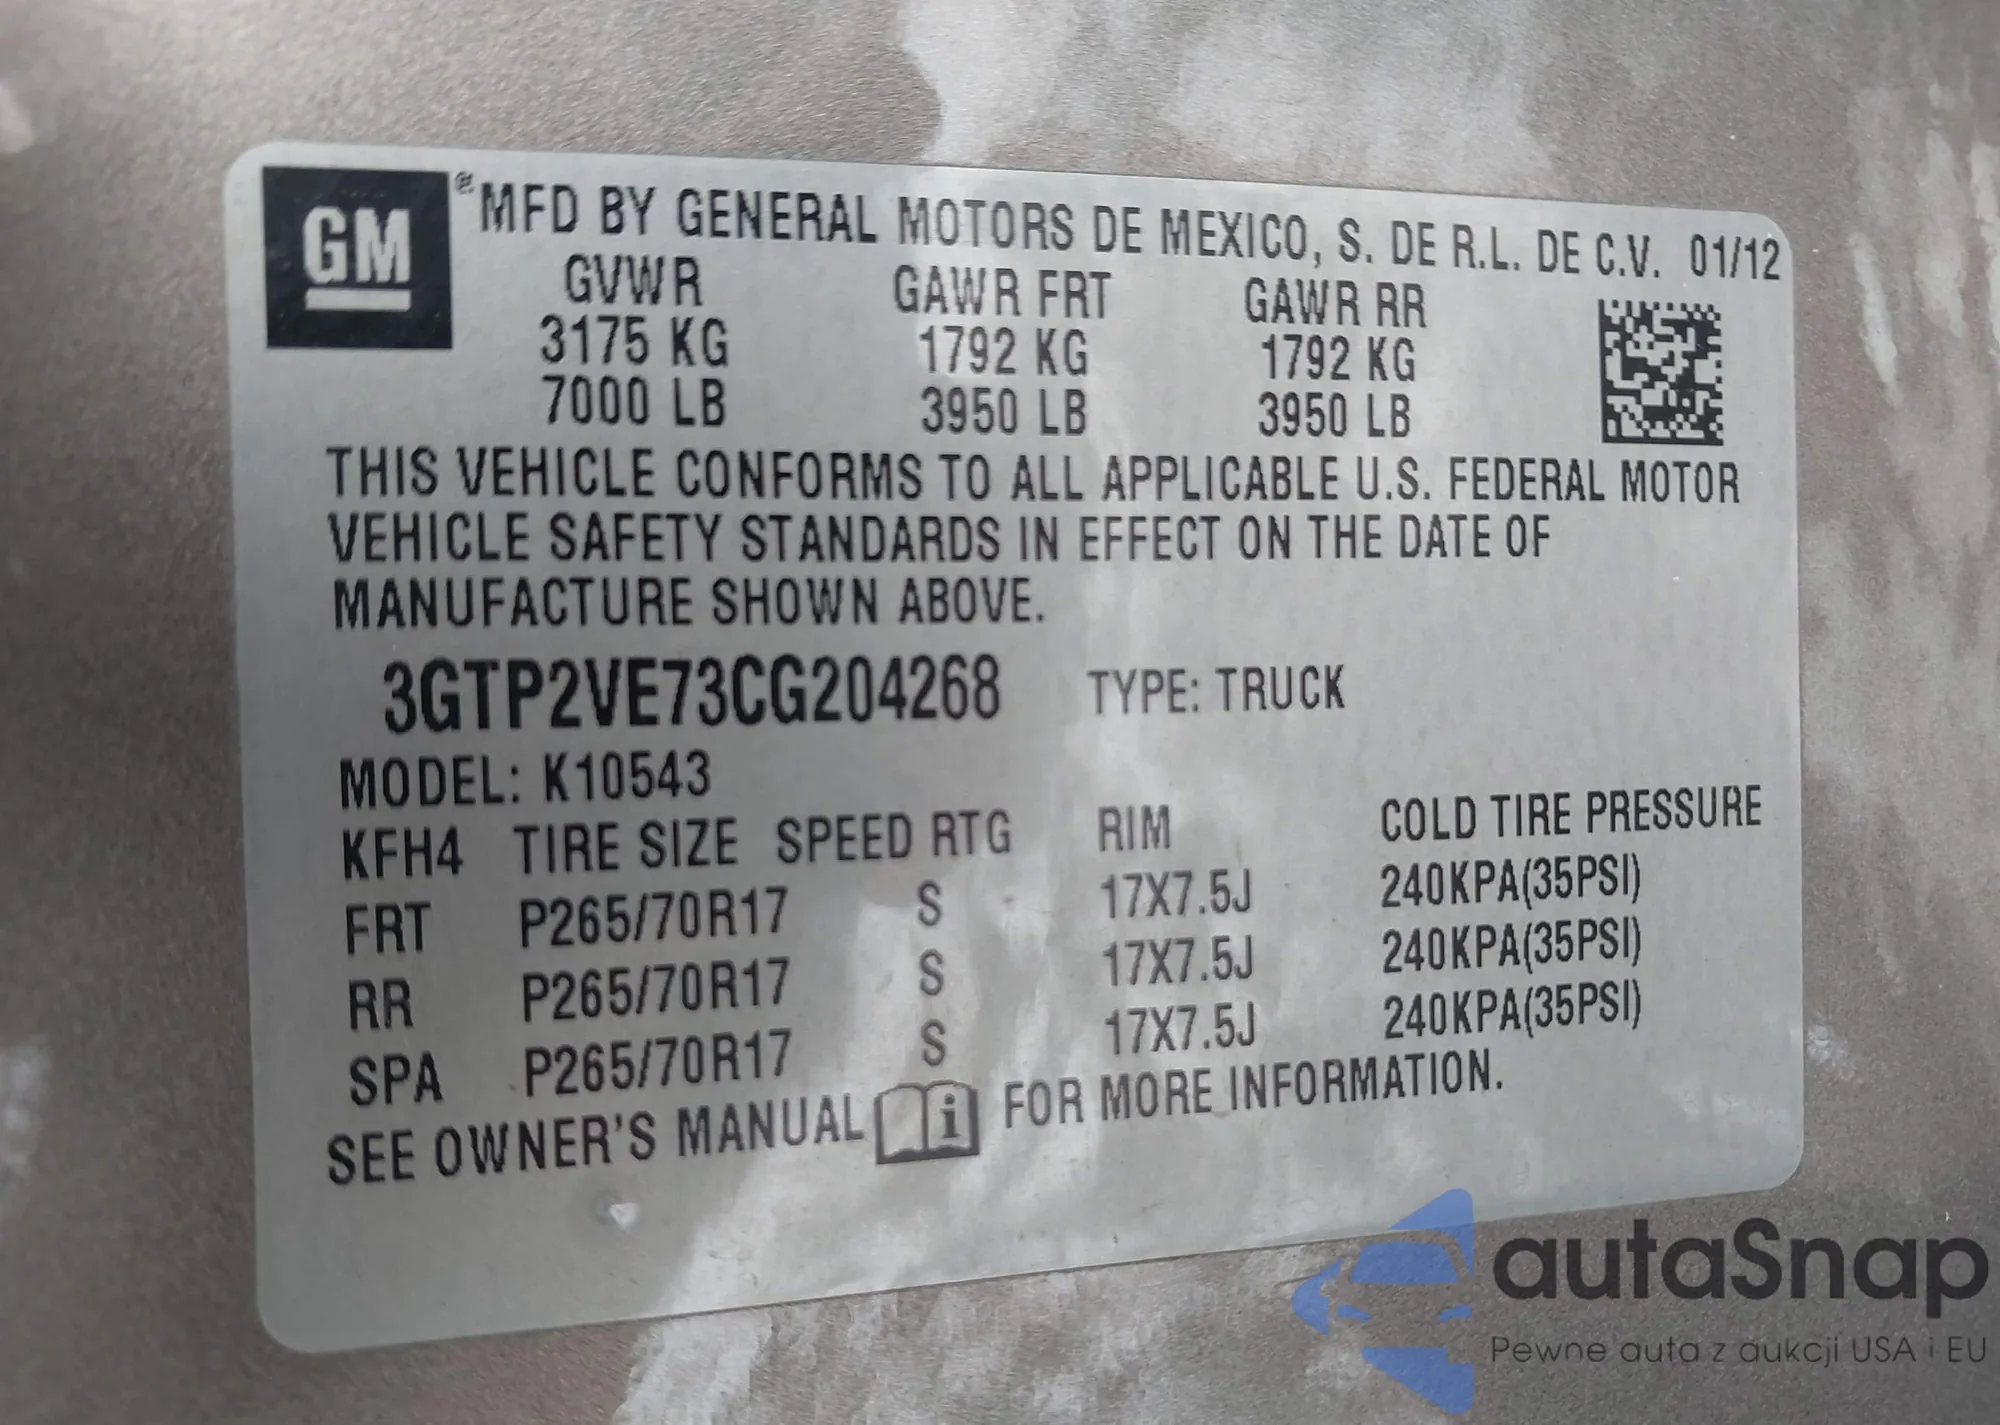 GM ® MFD BY GENERAL MOTORS DE MEXICO, S. DE R.L. DE C.V. 01/12
GVWR GAWR FRT GAWR RR
3175 KG 1792 KG 1792 KG
7000 LB 3950 LB 3950 LB
THIS VEHICLE CONFORMS TO ALL APPLICABLE U.S. FEDERAL MOTOR
VEHICLE SAFETY STANDARDS IN EFFECT ON THE DATE OF
MANUFACTURE SHOWN ABOVE.
3GTP2VE73CG204268 TYPE: TRUCK
MODEL: K10543
KFH4 TIRE SIZE SPEED RTG RIM COLD TIRE PRESSURE
FRT P265/70R17 S 17X7.5J 240KPA(35PSI)
RR P265/70R17 S 17X7.5J 240KPA(35PSI)
SPA P265/70R17 S 17X7.5J 240KPA(35PSI)
SEE OWNER'S MANUAL i FOR MORE INFORMATION.
autaSnap
Pewne auta z aukcji USA i EU